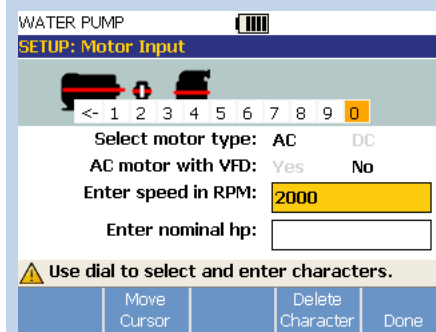 WATER PUMP
SETUP: Motor Input
<- 1 2 3 4 5 6 7 8 9 0
Select motor type: AC DC
AC motor with VFD: Yes No
Enter speed in RPM: 2000
Enter nominal hp:
Use dial to select and enter characters.
Move Cursor
Delete Character
Done